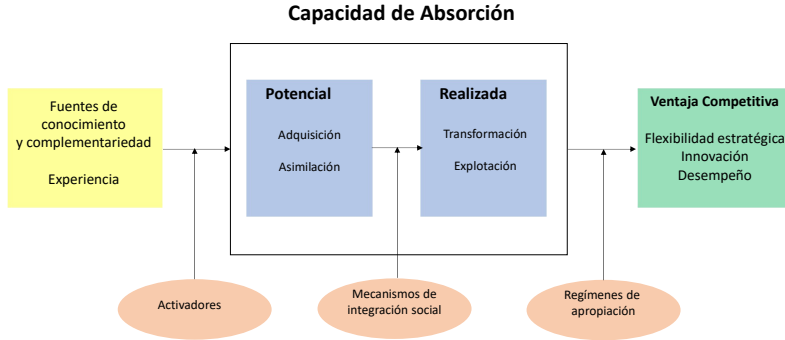 Capacidad de Absorción
Fuentes de
conocimiento
y complementariedad
Experiencia
Potencial
Adquisición
Asimilación
Realizada
Transformación
Explotación
Ventaja Competitiva
Flexibilidad estratégica
Innovación
Desempeño
Activadores
Mecanismos de
integración social
Regímenes de
apropiación